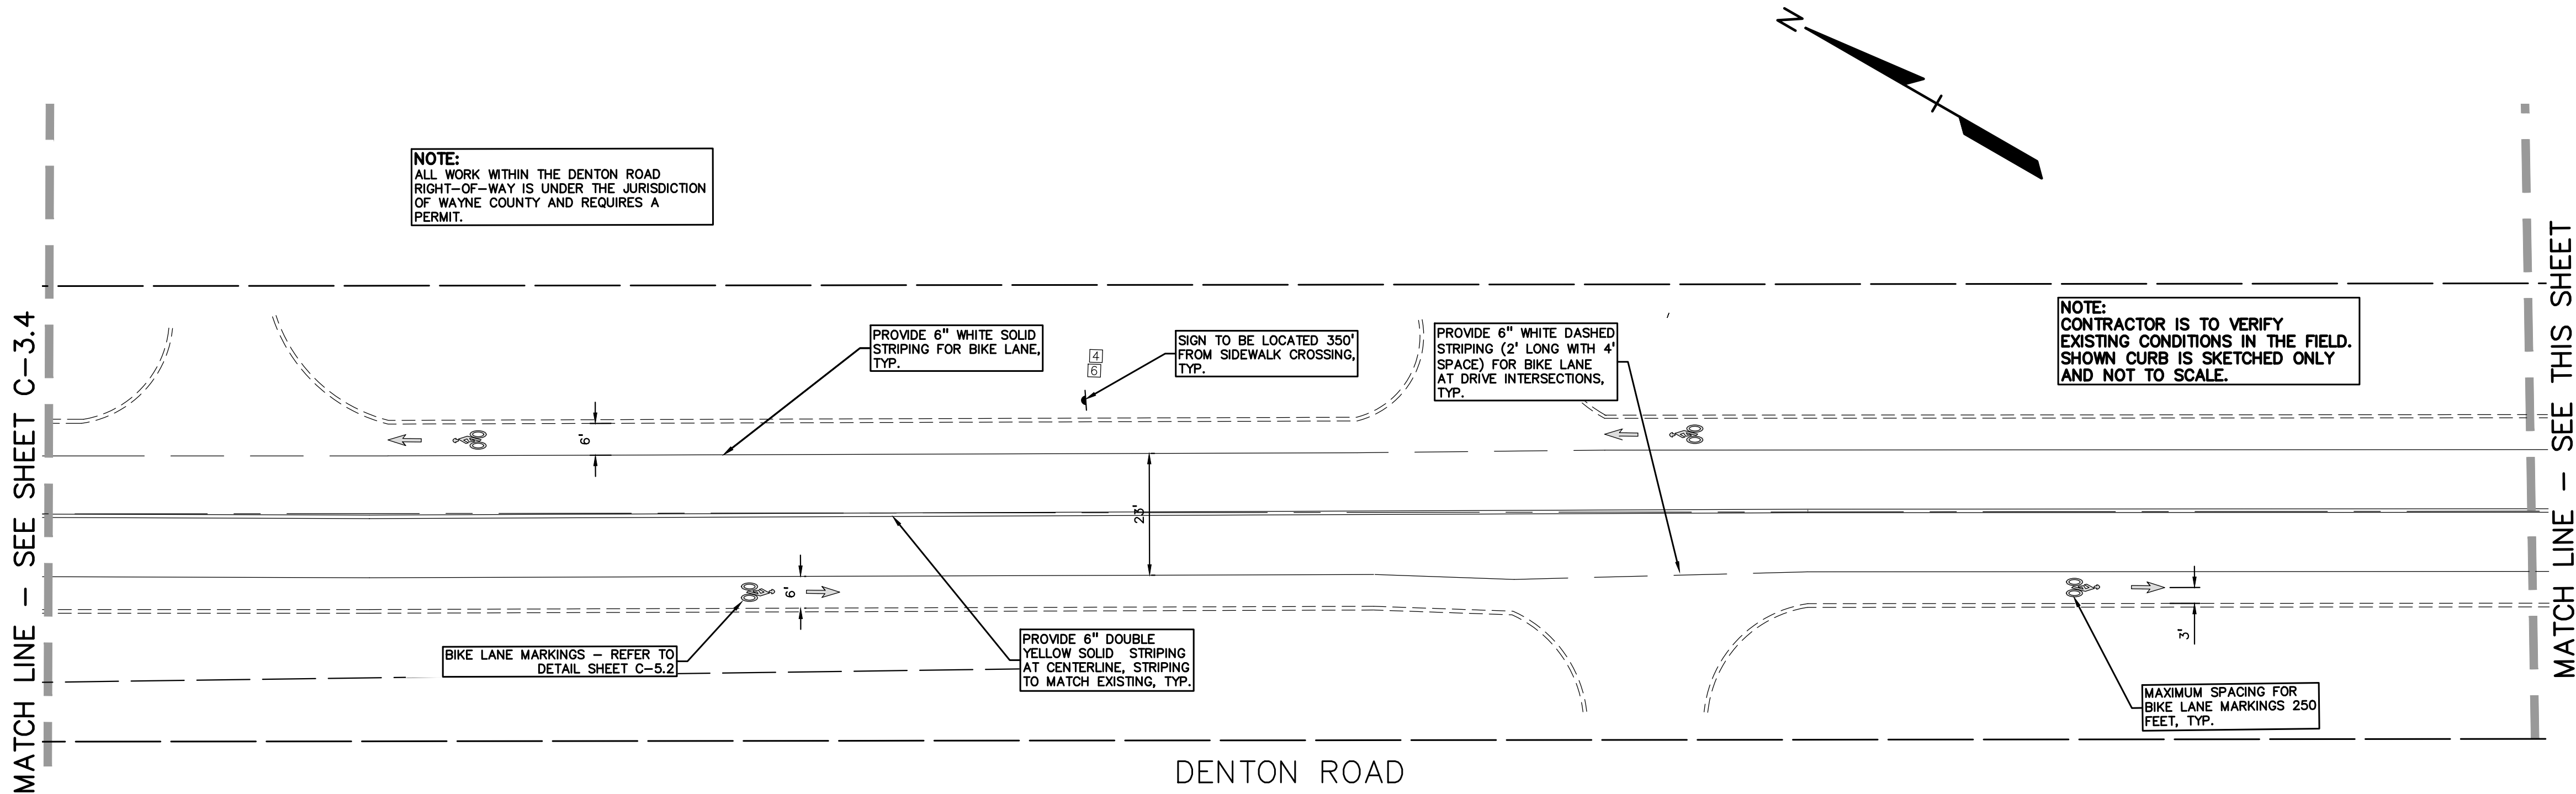 N
NOTE:
ALL WORK WITHIN THE DENTON ROAD
RIGHT-OF-WAY IS UNDER THE JURISDICTION
OF WAYNE COUNTY AND REQUIRES A
PERMIT.
MATCH LINE - SEE SHEET C-3.4
PROVIDE 6" WHITE SOLID
STRIPING FOR BIKE LANE,
TYP.
4
6
SIGN TO BE LOCATED 350'
FROM SIDEWALK CROSSING,
TYP.
PROVIDE 6" WHITE DASHED
STRIPING (2' LONG WITH 4'
SPACE) FOR BIKE LANE
AT DRIVE INTERSECTIONS,
TYP.
NOTE:
CONTRACTOR IS TO VERIFY
EXISTING CONDITIONS IN THE FIELD.
SHOWN CURB IS SKETCHED ONLY
AND NOT TO SCALE.
MATCH LINE - SEE THIS SHEET
6'
23'
6'
3'
BIKE LANE MARKINGS - REFER TO
DETAIL SHEET C-5.2
PROVIDE 6" DOUBLE
YELLOW SOLID STRIPING
AT CENTERLINE, STRIPING
TO MATCH EXISTING, TYP.
MAXIMUM SPACING FOR
BIKE LANE MARKINGS 250
FEET, TYP.
DENTON ROAD